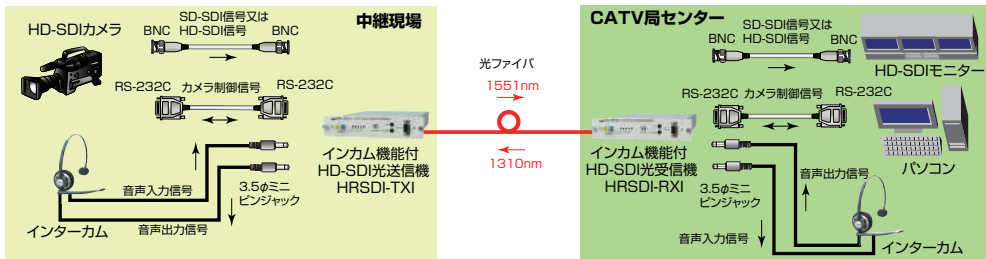 中継現場
HD-SDIカメラ
SD-SDI信号又は
HD-SDI信号
BNC
BNC
RS-232C
カメラ制御信号
RS-232C
インカム機能付
HD-SDI光送信機
HRSDI-TXI
音声入力信号
3.5φミニ
ピンジャック
音声出力信号
インターカム
光ファイバ
1551nm
1310nm
CATV局センター
SD-SDI信号又は
HD-SDI信号
BNC
BNC
HD-SDIモニター
RS-232C
カメラ制御信号
RS-232C
パソコン
インカム機能付
HD-SDI光受信機
HRSDI-RXI
3.5φミニ
ピンジャック
音声出力信号
音声入力信号
インターカム